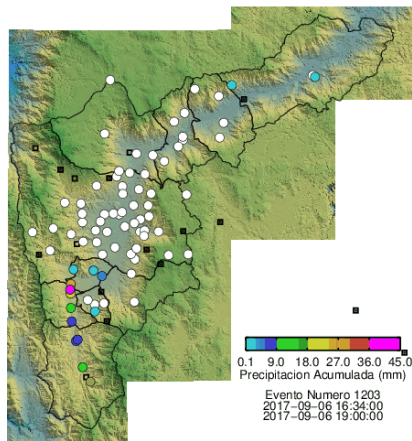 0.1 9.0 18.0 27.0 36.0 45.0
Precipitacion Acumulada (mm)
Evento Numero 1203
2017-09-06 16:34:00
2017-09-06 19:00:00